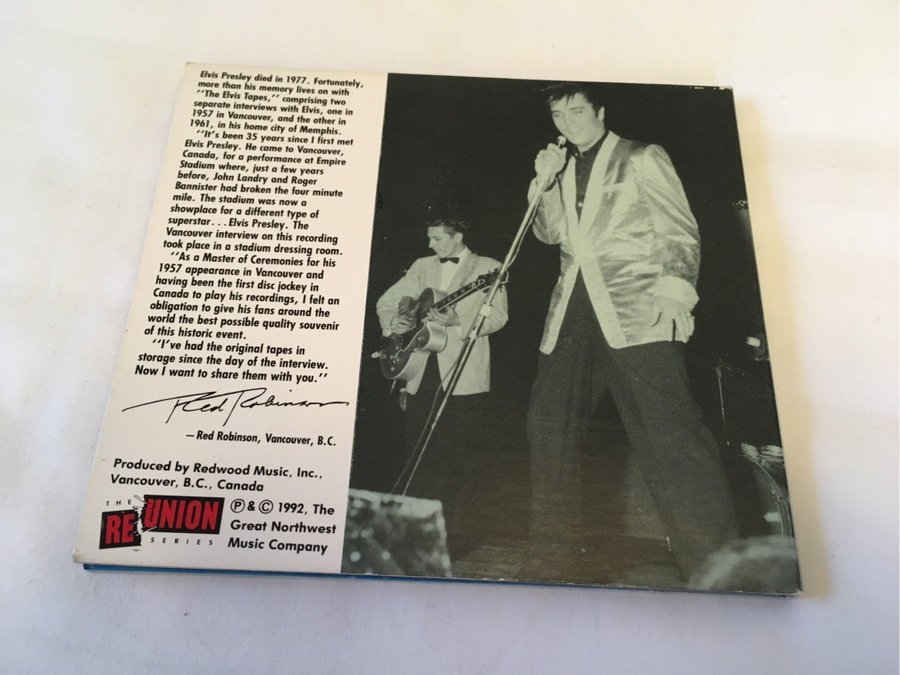 Elvis Presley died in 1977. Fortunately,
more than his memory lives on with
"The Elvis Tapes," comprising two
separate interviews with Elvis, one in
1957 in Vancouver, and the other in
1961, in his home city of Memphis.
"It's been 35 years since I first met
Elvis Presley. He came to Vancouver,
Canada, for a performance at Empire
Stadium where, just a few years
before, John Landry and Roger
Bannister had broken the four minute
mile. The stadium was now a
showplace for a different type of
superstar...Elvis Presley. The
Vancouver interview on this recording
took place in a stadium dressing room.
"As a Master of Ceremonies for his
1957 appearance in Vancouver and
having been the first disc jockey in
Canada to play his recordings, I felt an
obligation to give his fans around the
world the best possible quality souvenir
of this historic event.
"I've had the original tapes in
storage since the day of the interview.
Now I want to share them with you."
Red Robinson
—Red Robinson, Vancouver, B.C.
Produced by Redwood Music, Inc.,
Vancouver, B.C., Canada
THE
REUNION
SERIES
Ⓟ & © 1992, The
Great Northwest
Music Company